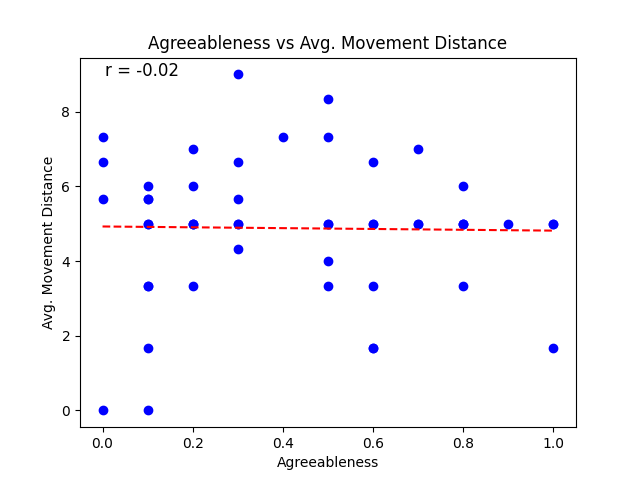 Agreeableness vs Avg. Movement Distance
r = -0.02
Avg. Movement Distance
8
6
4
2
0
0.0 0.2 0.4 0.6 0.8 1.0
Agreeableness